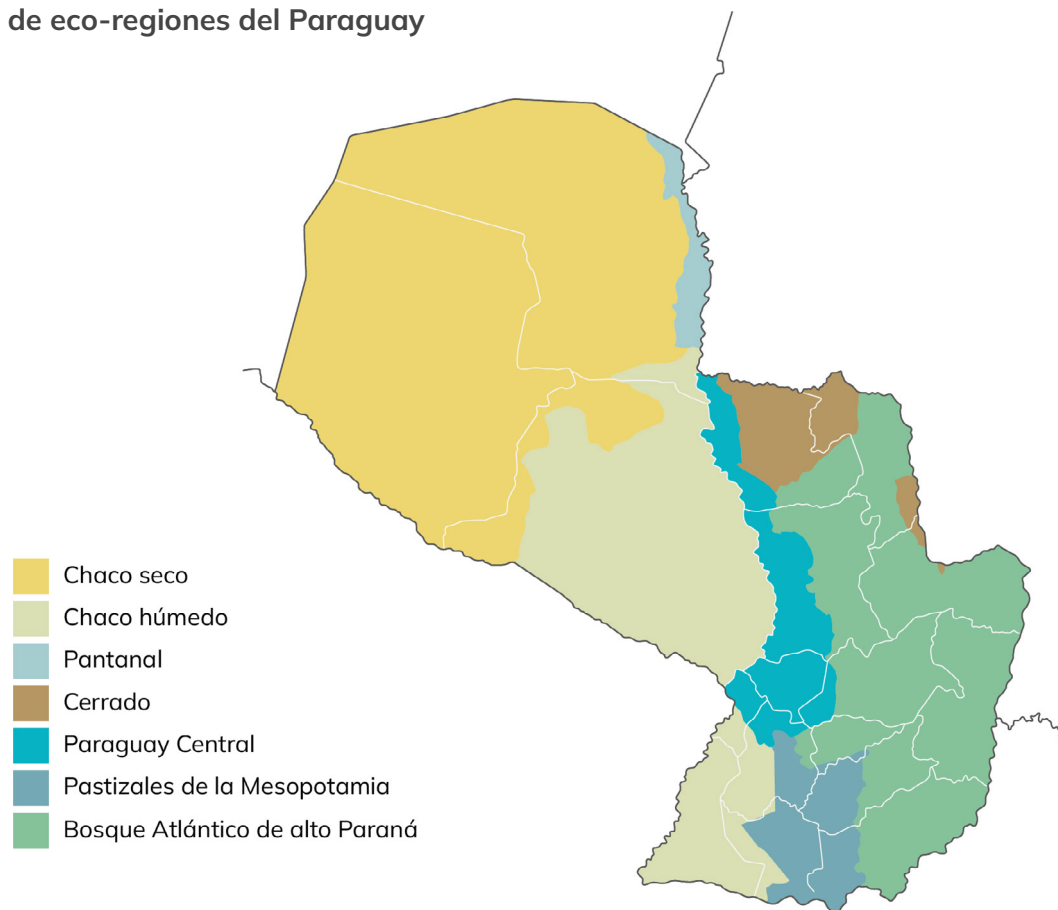 de eco-regiones del Paraguay
Chaco seco
Chaco húmedo
Pantanal
Cerrado
Paraguay Central
Pastizales de la Mesopotamia
Bosque Atlántico de alto Paraná